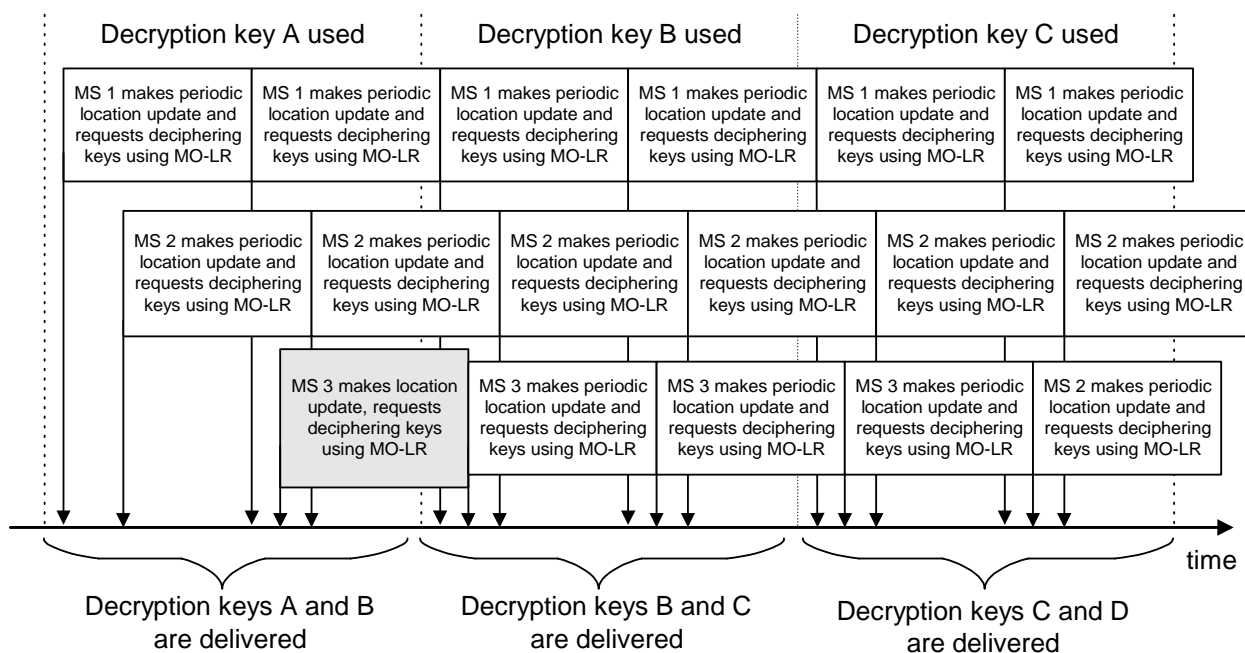 Decryption key A used
Decryption key B used
Decryption key C used
MS 1 makes periodic
location update and
requests deciphering
keys using MO-LR
MS 1 makes periodic
location update and
requests deciphering
keys using MO-LR
MS 1 makes periodic
location update and
requests deciphering
keys using MO-LR
MS 1 makes periodic
location update and
requests deciphering
keys using MO-LR
MS 1 makes periodic
location update and
requests deciphering
keys using MO-LR
MS 1 makes periodic
location update and
requests deciphering
keys using MO-LR
MS 2 makes periodic
location update and
requests deciphering
keys using MO-LR
MS 2 makes periodic
location update and
requests deciphering
keys using MO-LR
MS 2 makes periodic
location update and
requests deciphering
keys using MO-LR
MS 2 makes periodic
location update and
requests deciphering
keys using MO-LR
MS 2 makes periodic
location update and
requests deciphering
keys using MO-LR
MS 2 makes periodic
location update and
requests deciphering
keys using MO-LR
MS 3 makes location
update, requests
deciphering keys
using MO-LR
MS 3 makes periodic
location update and
requests deciphering
keys using MO-LR
MS 3 makes periodic
location update and
requests deciphering
keys using MO-LR
MS 3 makes periodic
location update and
requests deciphering
keys using MO-LR
MS 2 makes periodic
location update and
requests deciphering
keys using MO-LR
time
Decryption keys A and B
are delivered
Decryption keys B and C
are delivered
Decryption keys C and D
are delivered